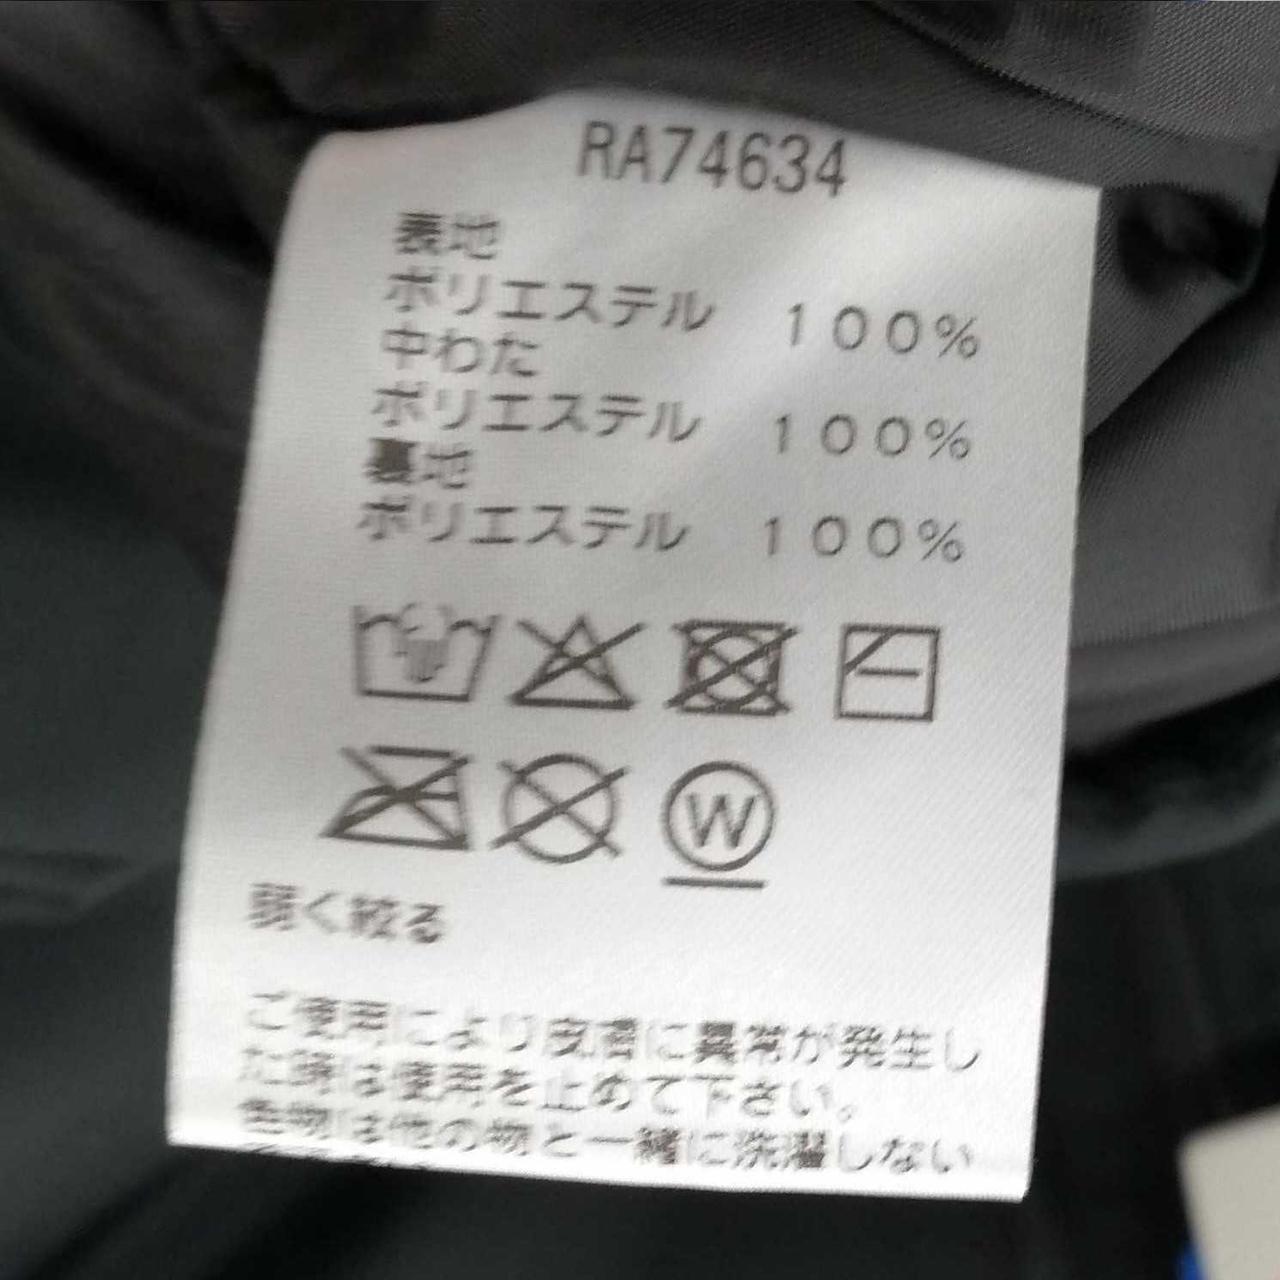 RA74634
表地
ポリエステル 100%
中わた
ポリエステル 100%
裏地
ポリエステル 100%
W
弱く絞る
ご使用により皮膚に異常が発生し
た時は使用を止めて下さい。
色物は他の物と一緒に洗濯しない